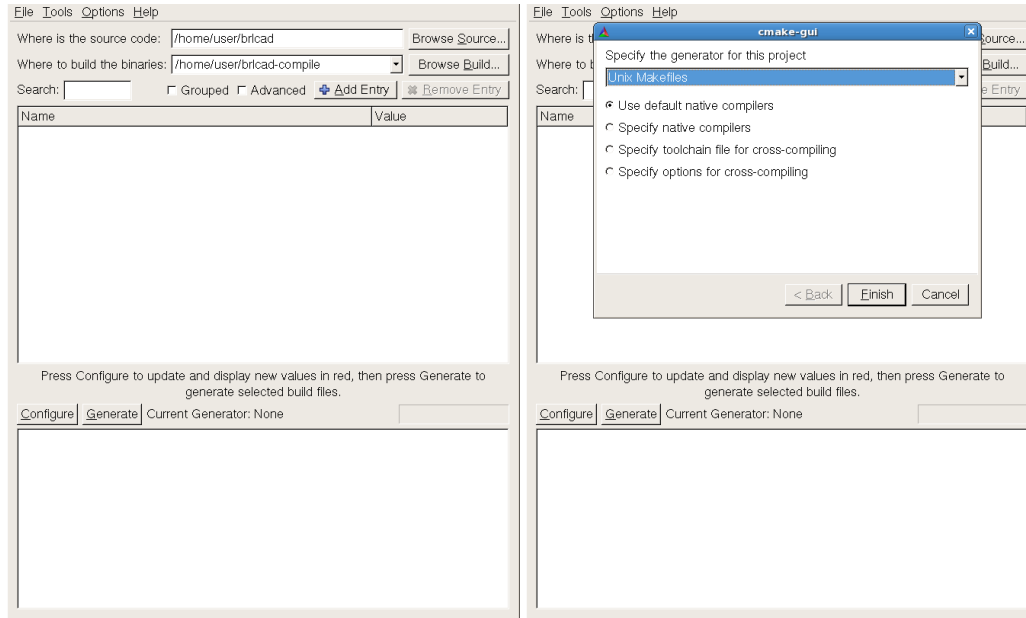 File Tools Options Help
Where is the source code: /home/user/brlcad Browse Source...
Where to build the binaries: /home/user/brlcad-compile Browse Build...
Search: Grouped Advanced Add Entry Remove Entry
Name Value
Press Configure to update and display new values in red, then press Generate to
generate selected build files.
Configure Generate Current Generator: None
File Tools Options Help
Where is t Source...
Where to b Build...
Search: e Entry
Name
cmake-gui
Specify the generator for this project
Unix Makefiles
Use default native compilers
Specify native compilers
Specify toolchain file for cross-compiling
Specify options for cross-compiling
< Back Finish Cancel
Press Configure to update and display new values in red, then press Generate to
generate selected build files.
Configure Generate Current Generator: None